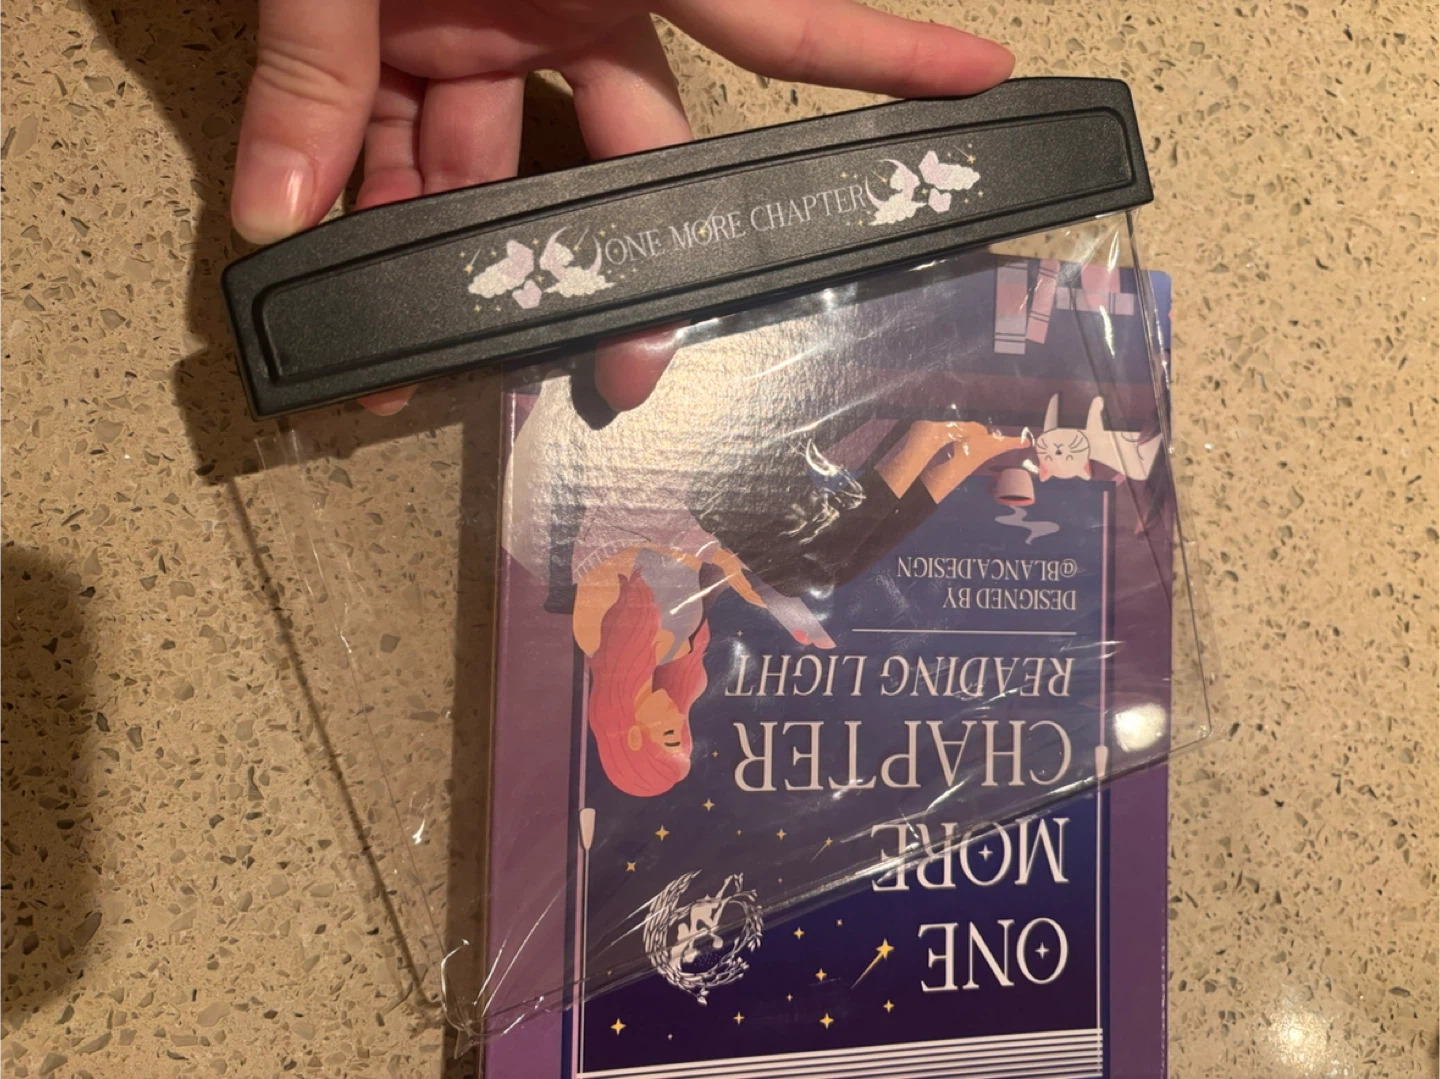 ONE MORE CHAPTER
ONE
MORE
CHAPTER
READING LIGHT
DESIGNED BY
@BLANCA.DESIGN